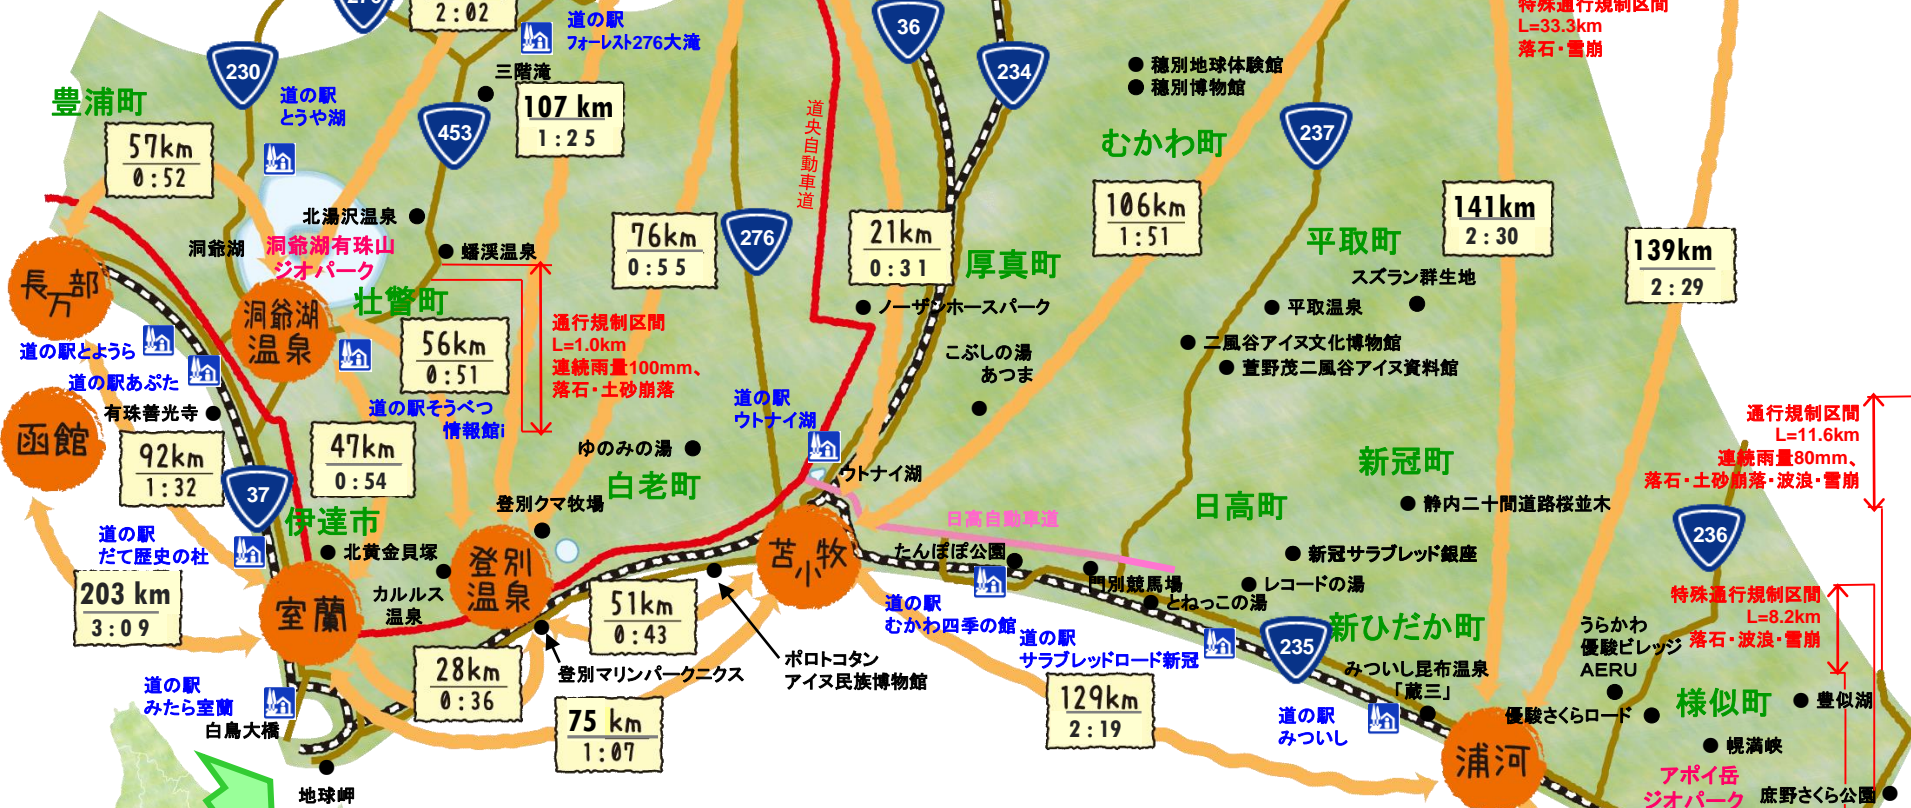 276
2:02
道の駅
フォーレスト276大滝
36
特殊通行規制区間
L=33.3km
落石・雪崩
230
三階滝
234
穂別地球体験館
穂別博物館
豊浦町
道の駅
とうや湖
107 km
1:25
453
道央自動車道
237
むかわ町
57km
0:52
北湯沢温泉
洞爺湖
洞爺湖有珠山
ジオパーク
蟠渓温泉
76km
0:55
276
21km
0:31
106km
1:51
141km
2:30
139km
2:29
厚真町
平取町
スズラン群生地
長万部
壮瞥町
洞爺湖
温泉
ノーザンホースパーク
平取温泉
通行規制区間
L=1.0km
連続雨量100mm、
落石・土砂崩落
56km
0:51
こぶしの湯
あつま
二風谷アイヌ文化博物館
萱野茂二風谷アイヌ資料館
道の駅とようら
道の駅あぷた
有珠善光寺
道の駅そうべつ
情報館i
道の駅
ウトナイ湖
通行規制区間
L=11.6km
連続雨量80mm、
落石・土砂崩落・波浪・雪崩
函館
92km
1:32
47km
0:54
ゆのみの湯
白老町
ウトナイ湖
新冠町
37
伊達市
登別クマ牧場
日高町
静内二十間道路桜並木
日高自動車道
236
道の駅
だて歴史の杜
北黄金貝塚
登別
温泉
苫小牧
たんぽぽ公園
新冠サラブレッド銀座
門別競馬場
レコードの湯
とねっこの湯
203 km
3:09
室蘭
カルルス
温泉
51km
0:43
道の駅
むかわ四季の館
特殊通行規制区間
L=8.2km
落石・波浪・雪崩
道の駅
サラブレッドロード新冠
235
新ひだか町
うらかわ
優駿ビレッジ
AERU
28km
0:36
登別マリンパークニクス
ポロトコタン
アイヌ民族博物館
みついし昆布温泉
「蔵三」
道の駅
みたら室蘭
白鳥大橋
75 km
1:07
129km
2:19
道の駅
みついし
優駿さくらロード
様似町
豊似湖
浦河
幌満峡
アポイ岳
ジオパーク
庶野さくら公園
地球岬